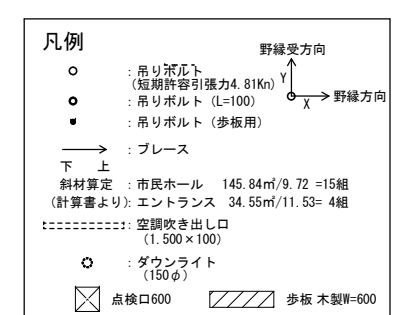 凡例
野縁受方向
Y
X
野縁方向
: 吊りボルト
(短期許容引張力4.81Kn)
: 吊りボルト (L=100)
: 吊りボルト (歩板用)
: ブレース
下 上
斜材算定 : 市民ホール 145.84㎡/9.72 =15組
(計算書より): エントランス 34.55㎡/11.53= 4組
: 空調吹き出し口
(1.500×100)
: ダウンライト
(150φ)
点検口600
歩板 木製W=600